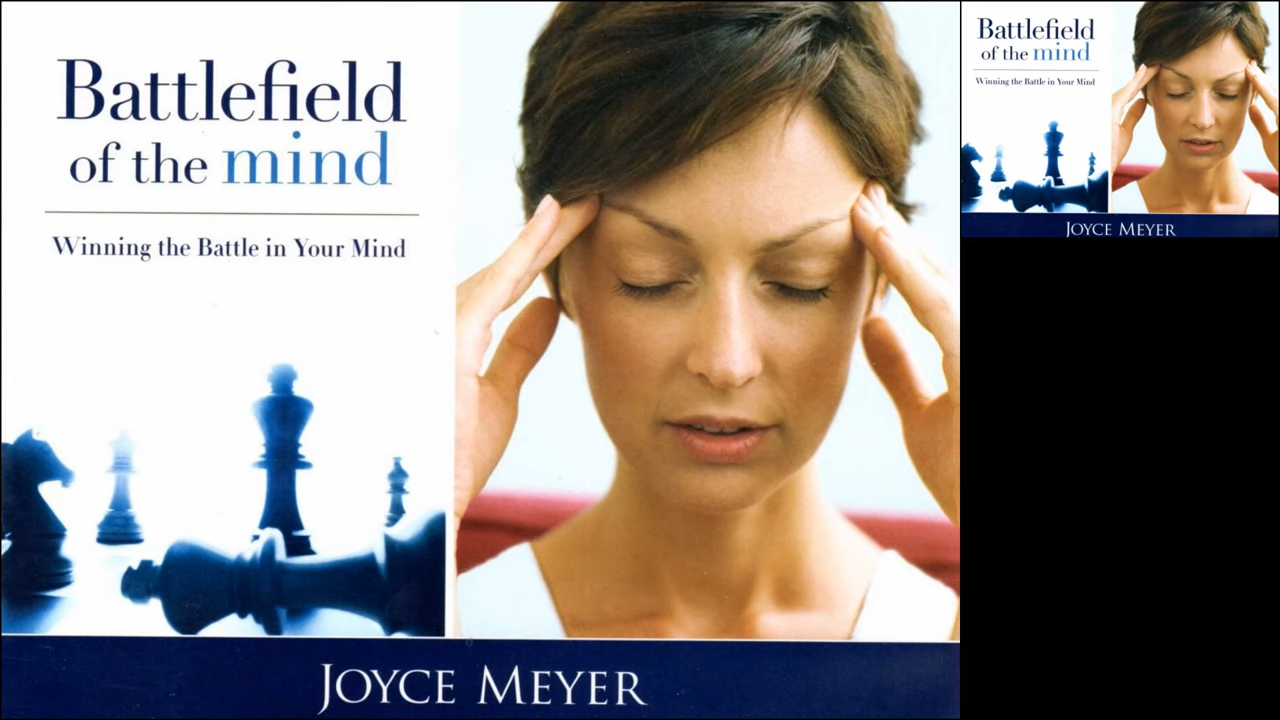 Battlefield
of the mind
Winning the Battle in Your Mind
JOYCE MEYER
Battlefield
of the mind
Winning the Battle in Your Mind
JOYCE MEYER